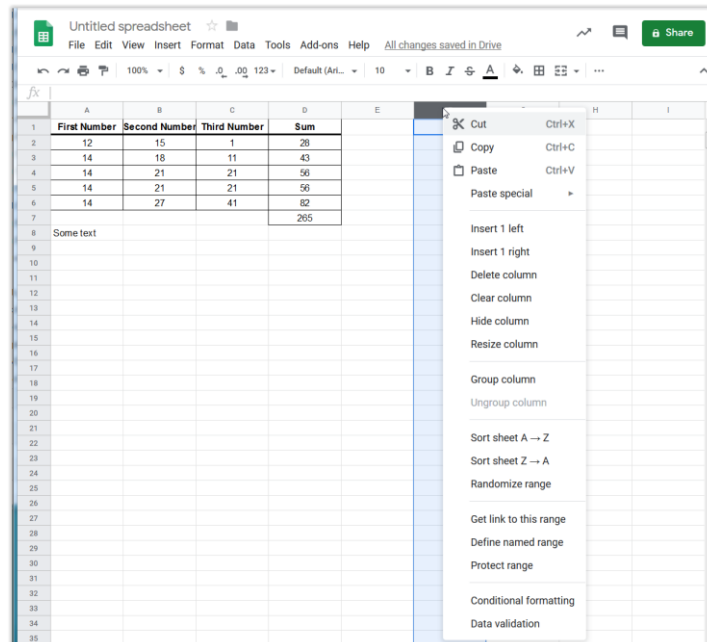 Untitled spreadsheet
File Edit View Insert Format Data Tools Add-ons Help All changes saved in Drive
Share
100% $ % .0 .00 123 Default (Ari... 10 B I S A ...
fx
A B C D E H I
1 First Number Second Number Third Number Sum
2 12 15 1 28
3 14 18 11 43
4 14 21 21 56
5 14 21 21 56
6 14 27 41 82
7 265
8 Some text
9
10
11
12
13
14
15
16
17
18
19
20
21
22
23
24
25
26
27
28
29
30
31
32
33
34
35
Cut Ctrl+X
Copy Ctrl+C
Paste Ctrl+V
Paste special
Insert 1 left
Insert 1 right
Delete column
Clear column
Hide column
Resize column
Group column
Ungroup column
Sort sheet A → Z
Sort sheet Z → A
Randomize range
Get link to this range
Define named range
Protect range
Conditional formatting
Data validation